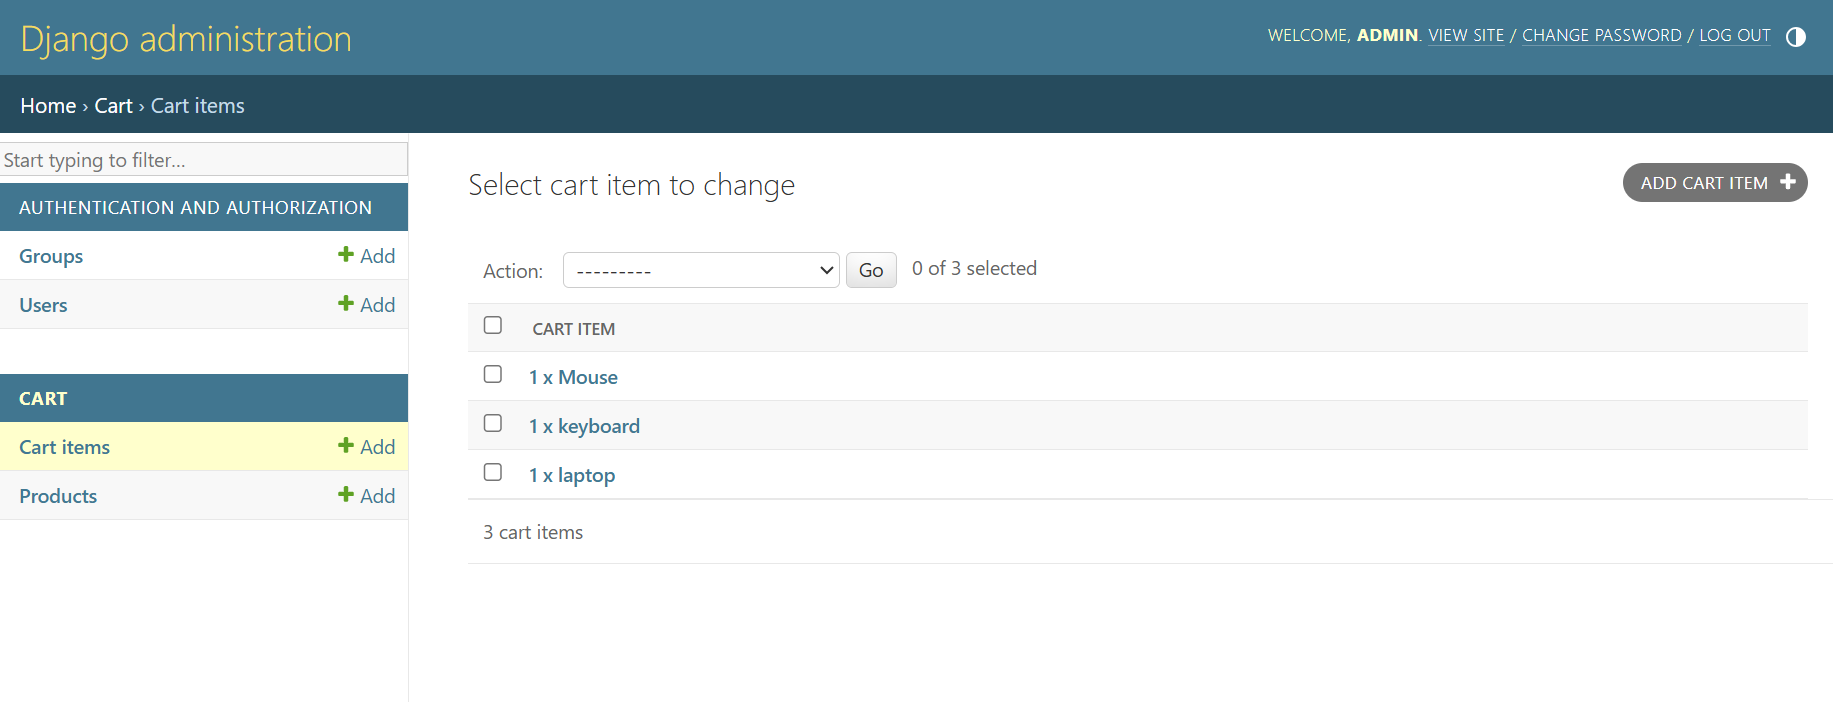 Django administration
WELCOME, ADMIN. VIEW SITE / CHANGE PASSWORD / LOG OUT
Home › Cart › Cart items
Start typing to filter...
AUTHENTICATION AND AUTHORIZATION
Groups + Add
Users + Add
CART
Cart items + Add
Products + Add
Select cart item to change
ADD CART ITEM +
Action: --------- Go 0 of 3 selected
CART ITEM
1 x Mouse
1 x keyboard
1 x laptop
3 cart items